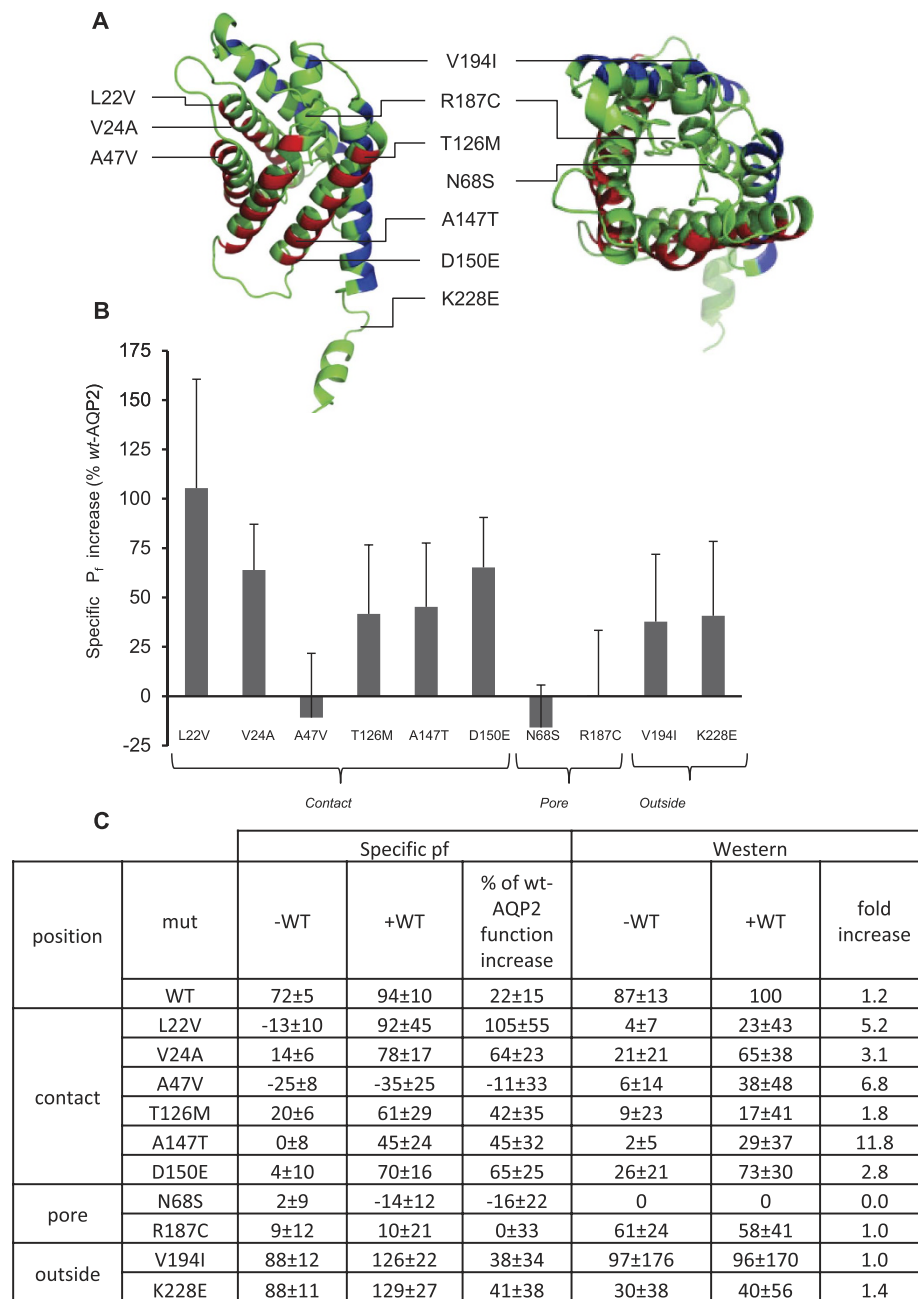 A
L22V
V24A
A47V
V194I
R187C
T126M
N68S
A147T
D150E
K228E
B
Specific Pf increase (% wt-AQP2)
175
150
125
100
75
50
25
0
-25
L22V V24A A47V T126M A147T D150E N68S R187C V194I K228E
Contact Pore Outside
C
Specific pf Western
position mut -WT +WT % of wt-AQP2 function increase -WT +WT fold increase
WT 72±5 94±10 22±15 87±13 100 1.2
contact
L22V -13±10 92±45 105±55 4±7 23±43 5.2
V24A 14±6 78±17 64±23 21±21 65±38 3.1
A47V -25±8 -35±25 -11±33 6±14 38±48 6.8
T126M 20±6 61±29 42±35 9±23 17±41 1.8
A147T 0±8 45±24 45±32 2±5 29±37 11.8
D150E 4±10 70±16 65±25 26±21 73±30 2.8
pore
N68S 2±9 -14±12 -16±22 0 0 0.0
R187C 9±12 10±21 0±33 61±24 58±41 1.0
outside
V194I 88±12 126±22 38±34 97±176 96±170 1.0
K228E 88±11 129±27 41±38 30±38 40±56 1.4